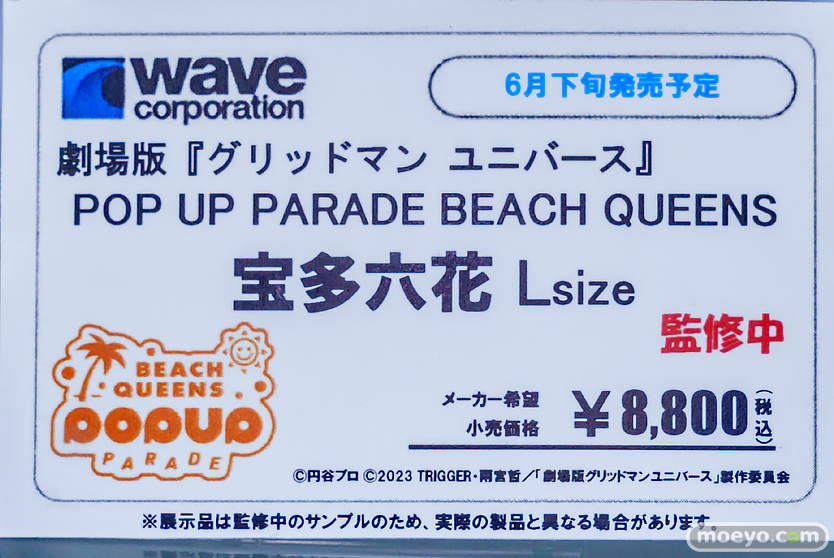 wave
corporation
6月下旬発売予定
劇場版『グリッドマン ユニバース』
POP UP PARADE BEACH QUEENS
宝多六花 Lsize
監修中
BEACH
QUEENS
POPUP
PARADE
メーカー希望
小売価格
¥8,800(税込)
©円谷プロ ©2023 TRIGGER・雨宮哲/「劇場版グリッドマンユニバース」製作委員会
※展示品は監修中のサンプルのため、実際の製品と異なる場合があります。
moeyo.com